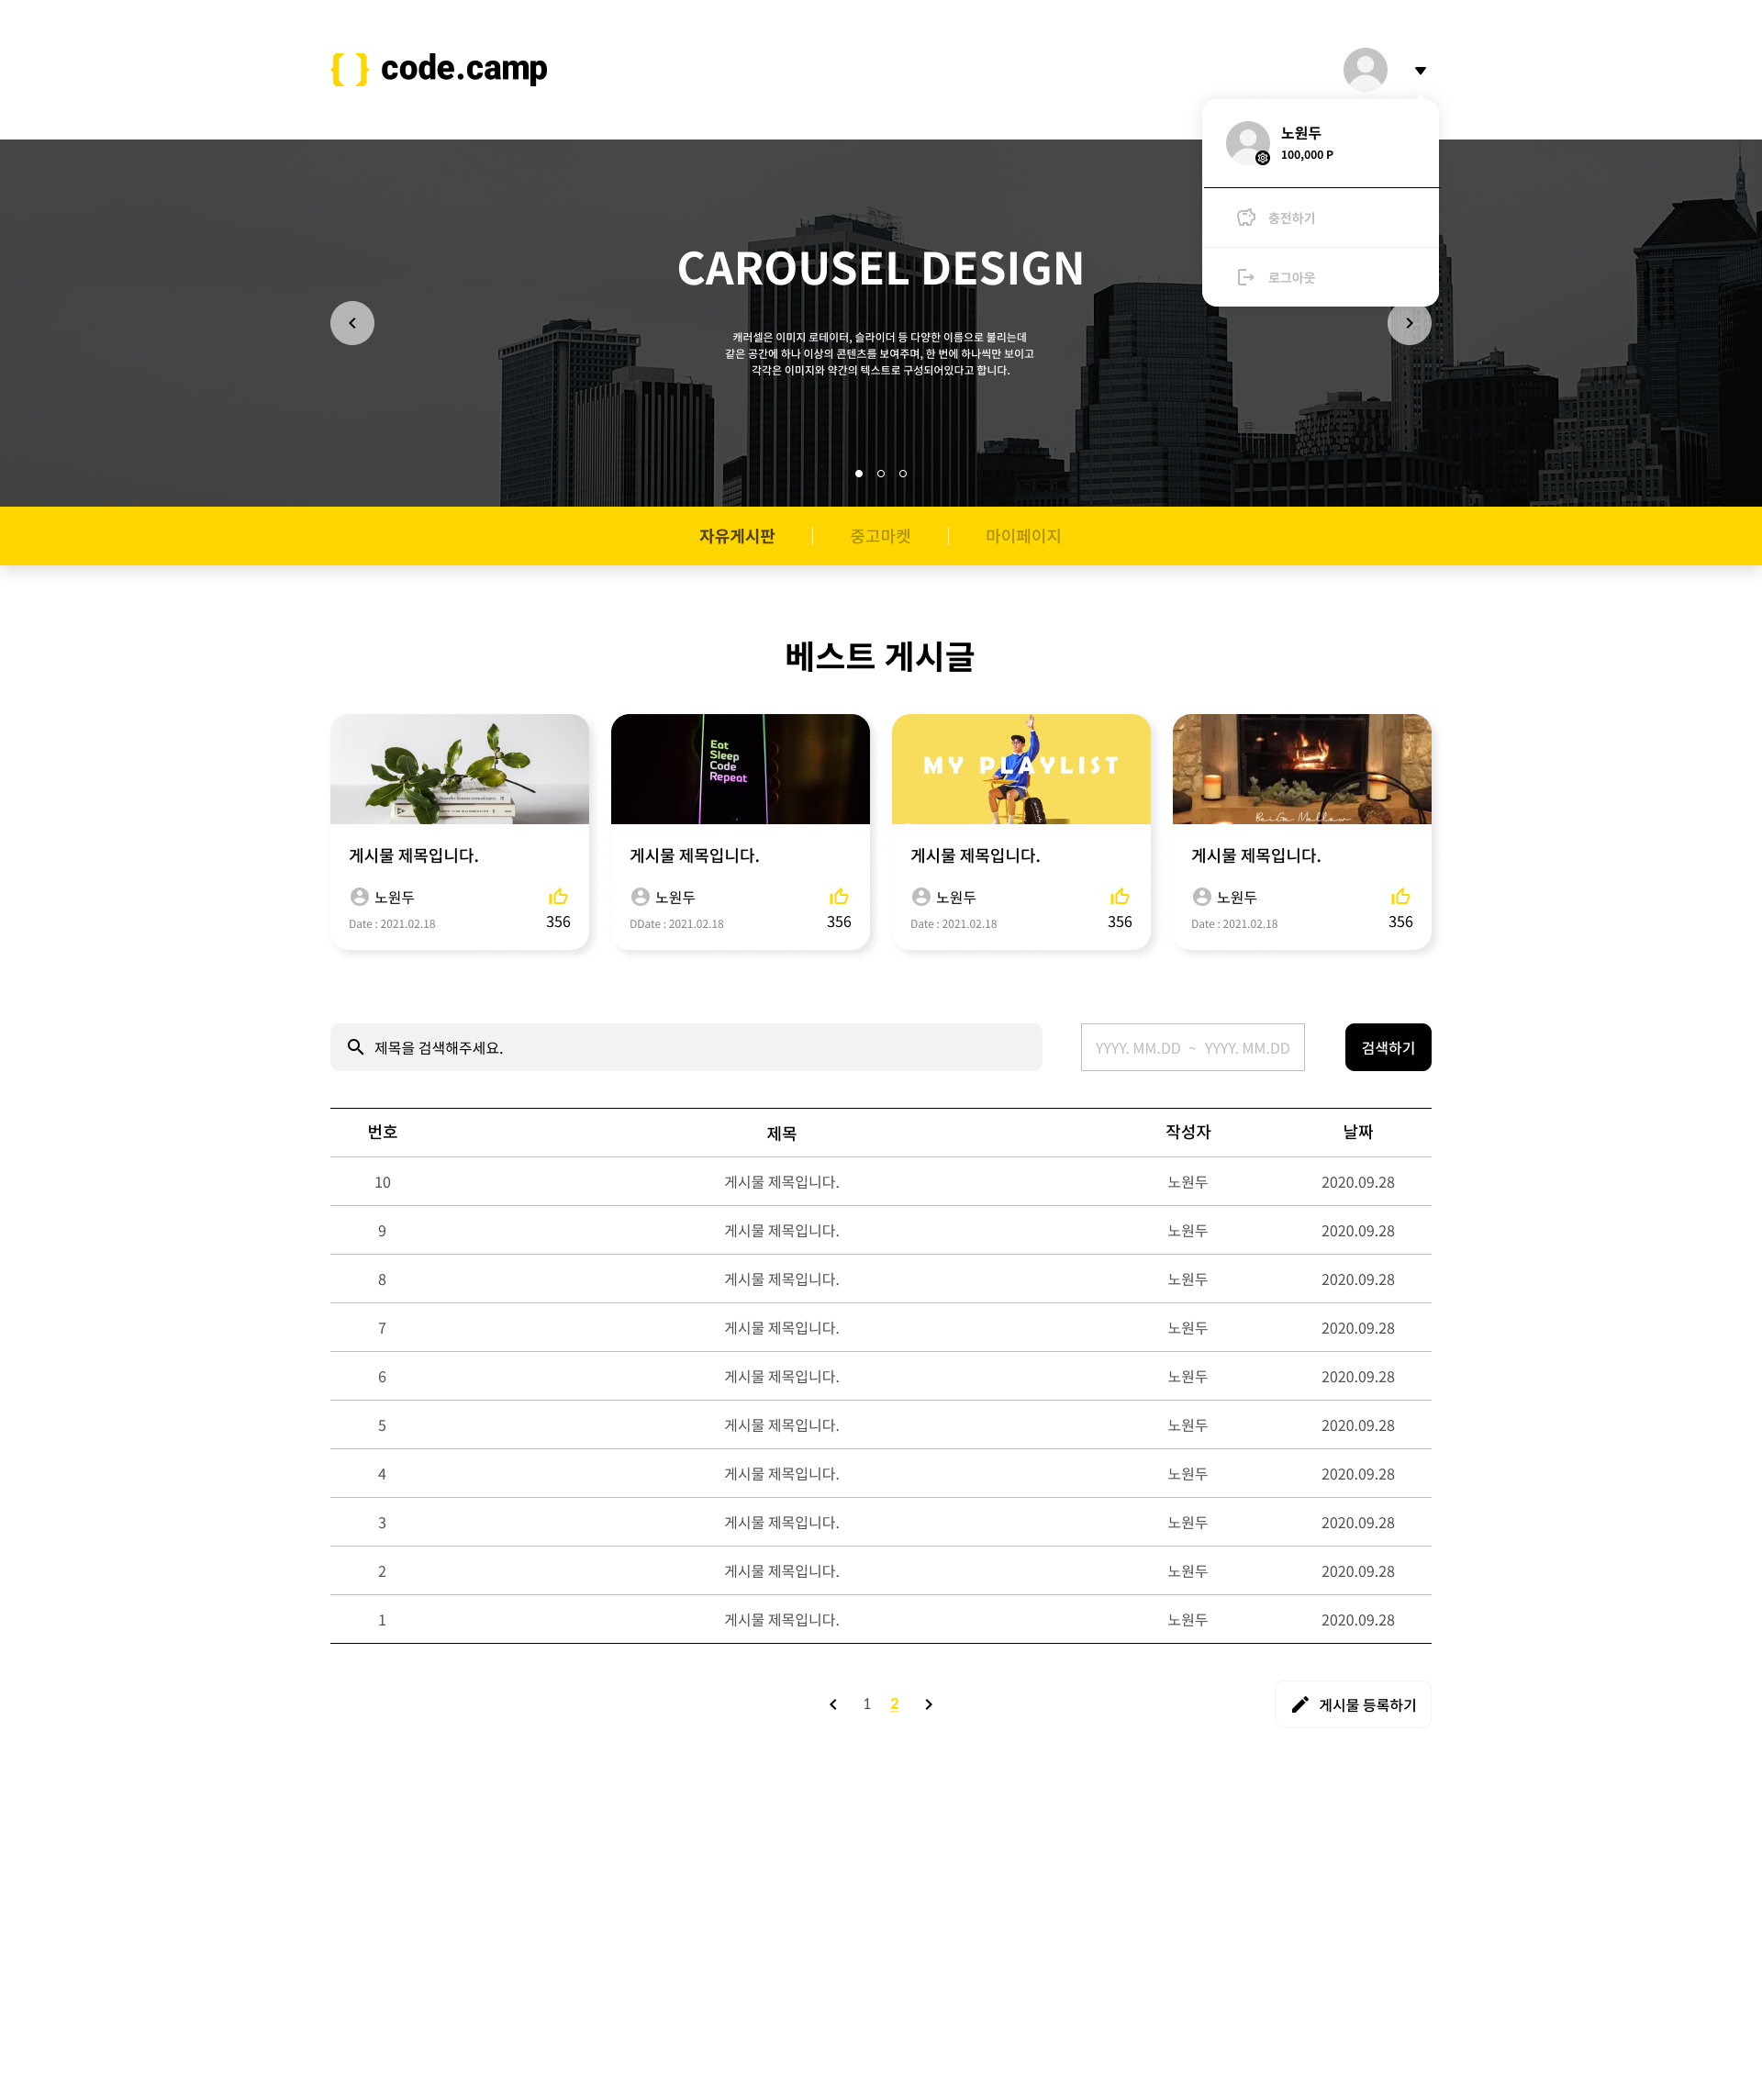 { } code.camp
노원두
100,000 P
충전하기
로그아웃
CAROUSEL DESIGN
캐러셀은 이미지 로테이터, 슬라이더 등 다양한 이름으로 불리는데
같은 공간에 하나 이상의 콘텐츠를 보여주며, 한 번에 하나씩만 보이고
각각은 이미지와 약간의 텍스트로 구성되어있다고 합니다.
자유게시판 중고마켓 마이페이지
베스트 게시글
Eat
Sleep
Code
Repeat
MY PLAYLIST
BeiGe Mellow
게시물 제목입니다. 게시물 제목입니다. 게시물 제목입니다. 게시물 제목입니다.
노원두 노원두 노원두 노원두
Date : 2021.02.18 356 DDate : 2021.02.18 356 Date : 2021.02.18 356 Date : 2021.02.18 356
제목을 검색해주세요. YYYY. MM.DD ~ YYYY. MM.DD 검색하기
번호 제목 작성자 날짜
10 게시물 제목입니다. 노원두 2020.09.28
9 게시물 제목입니다. 노원두 2020.09.28
8 게시물 제목입니다. 노원두 2020.09.28
7 게시물 제목입니다. 노원두 2020.09.28
6 게시물 제목입니다. 노원두 2020.09.28
5 게시물 제목입니다. 노원두 2020.09.28
4 게시물 제목입니다. 노원두 2020.09.28
3 게시물 제목입니다. 노원두 2020.09.28
2 게시물 제목입니다. 노원두 2020.09.28
1 게시물 제목입니다. 노원두 2020.09.28
1 2 게시물 등록하기